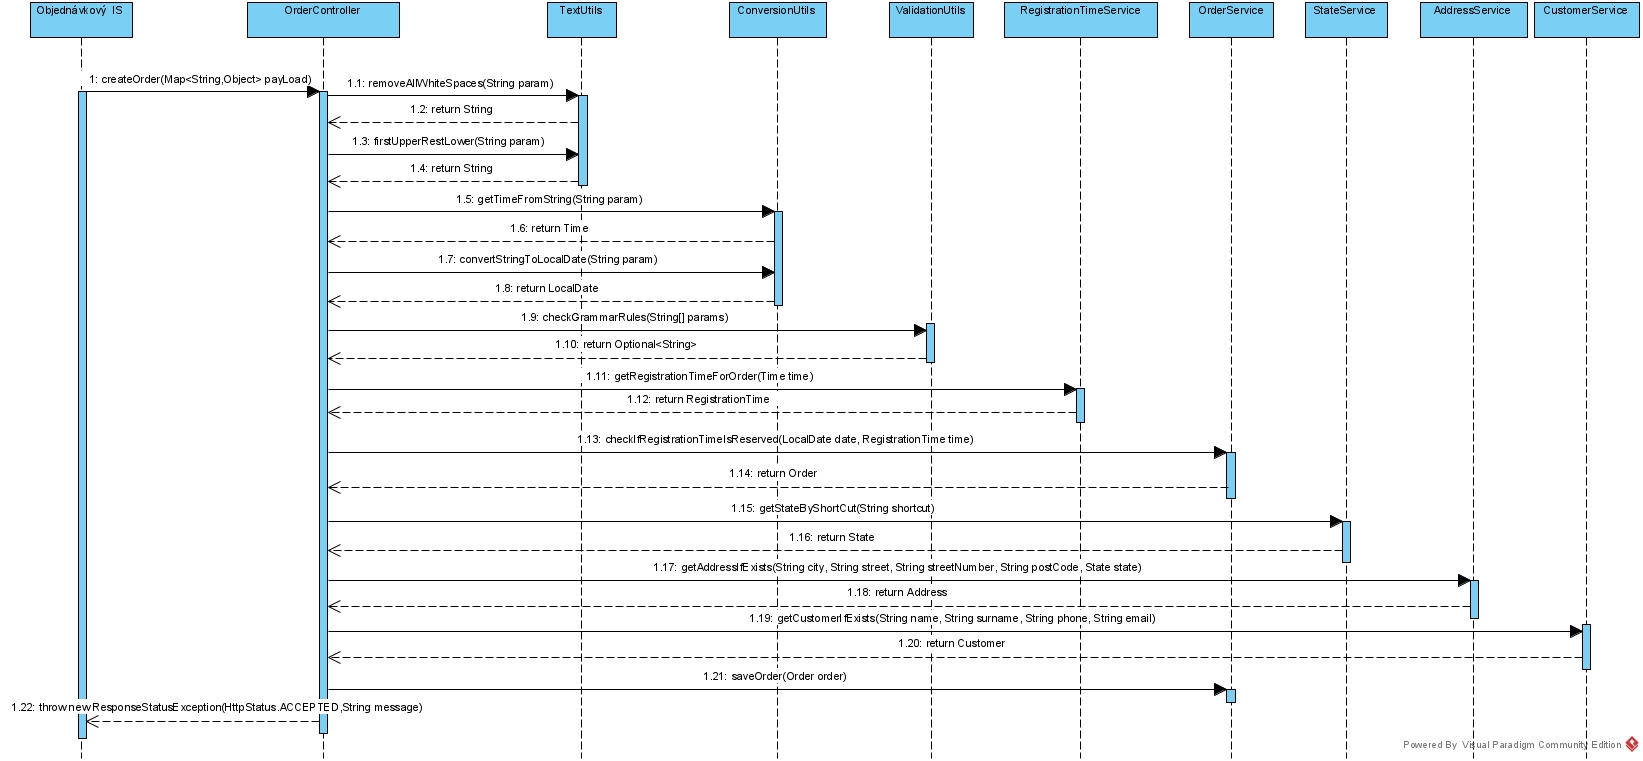 Objednávkový IS
OrderController
TextUtils
ConversionUtils
ValidationUtils
RegistrationTimeService
OrderService
StateService
AddressService
CustomerService
1: createOrder(Map<String,Object> payLoad)
1.1: removeAllWhiteSpaces(String param)
1.2: return String
1.3: firstUpperRestLower(String param)
1.4: return String
1.5: getTimeFromString(String param)
1.6: return Time
1.7: convertStringToLocalDate(String param)
1.8: return LocalDate
1.9: checkGrammarRules(String[] params)
1.10: return Optional<String>
1.11: getRegistrationTimeForOrder(Time time)
1.12: return RegistrationTime
1.13: checkIfRegistrationTimeIsReserved(LocalDate date, RegistrationTime time)
1.14: return Order
1.15: getStateByShortCut(String shortcut)
1.16: return State
1.17: getAddressIfExists(String city, String street, String streetNumber, String postCode, State state)
1.18: return Address
1.19: getCustomerIfExists(String name, String surname, String phone, String email)
1.20: return Customer
1.21: saveOrder(Order order)
1.22: throw new ResponseStatusException(HttpStatus.ACCEPTED,String message)
Powered By Visual Paradigm Community Edition